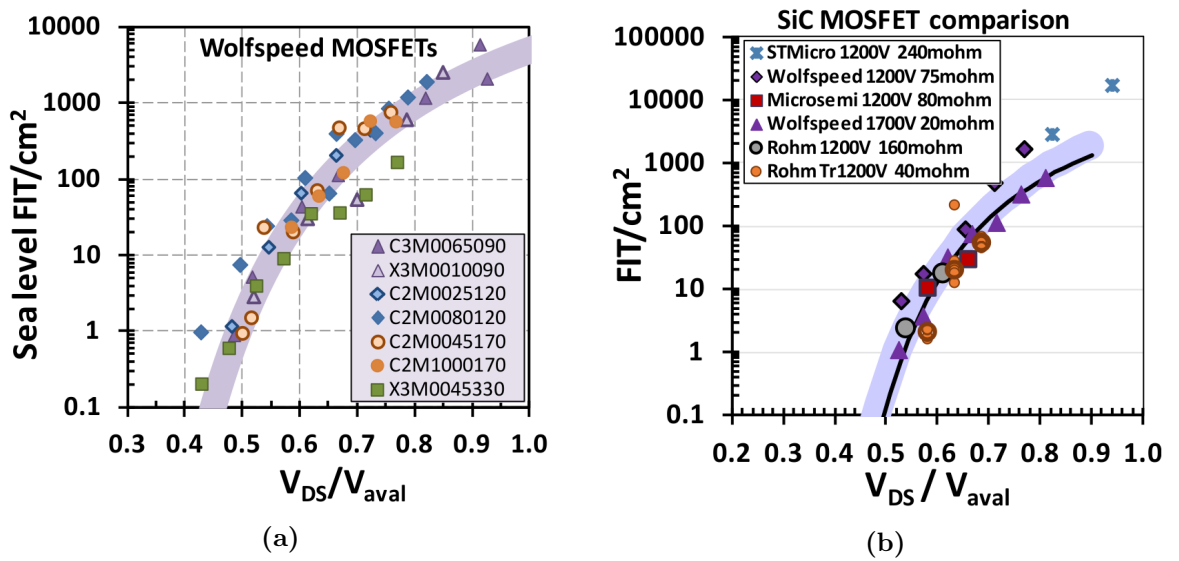 Wolfspeed MOSFETs
Sea level FIT/cm²
10000
1000
100
10
1
0.1
C3M0065090
X3M0010090
C2M0025120
C2M0080120
C2M0045170
C2M1000170
X3M0045330
0.3 0.4 0.5 0.6 0.7 0.8 0.9 1.0
V_DS/V_aval
(a)
SiC MOSFET comparison
FIT/cm²
100000
10000
1000
100
10
1
0.1
STMicro 1200V 240mohm
Wolfspeed 1200V 75mohm
Microsemi 1200V 80mohm
Wolfspeed 1700V 20mohm
Rohm 1200V 160mohm
Rohm Tr1200V 40mohm
0.2 0.3 0.4 0.5 0.6 0.7 0.8 0.9 1.0
V_DS / V_aval
(b)